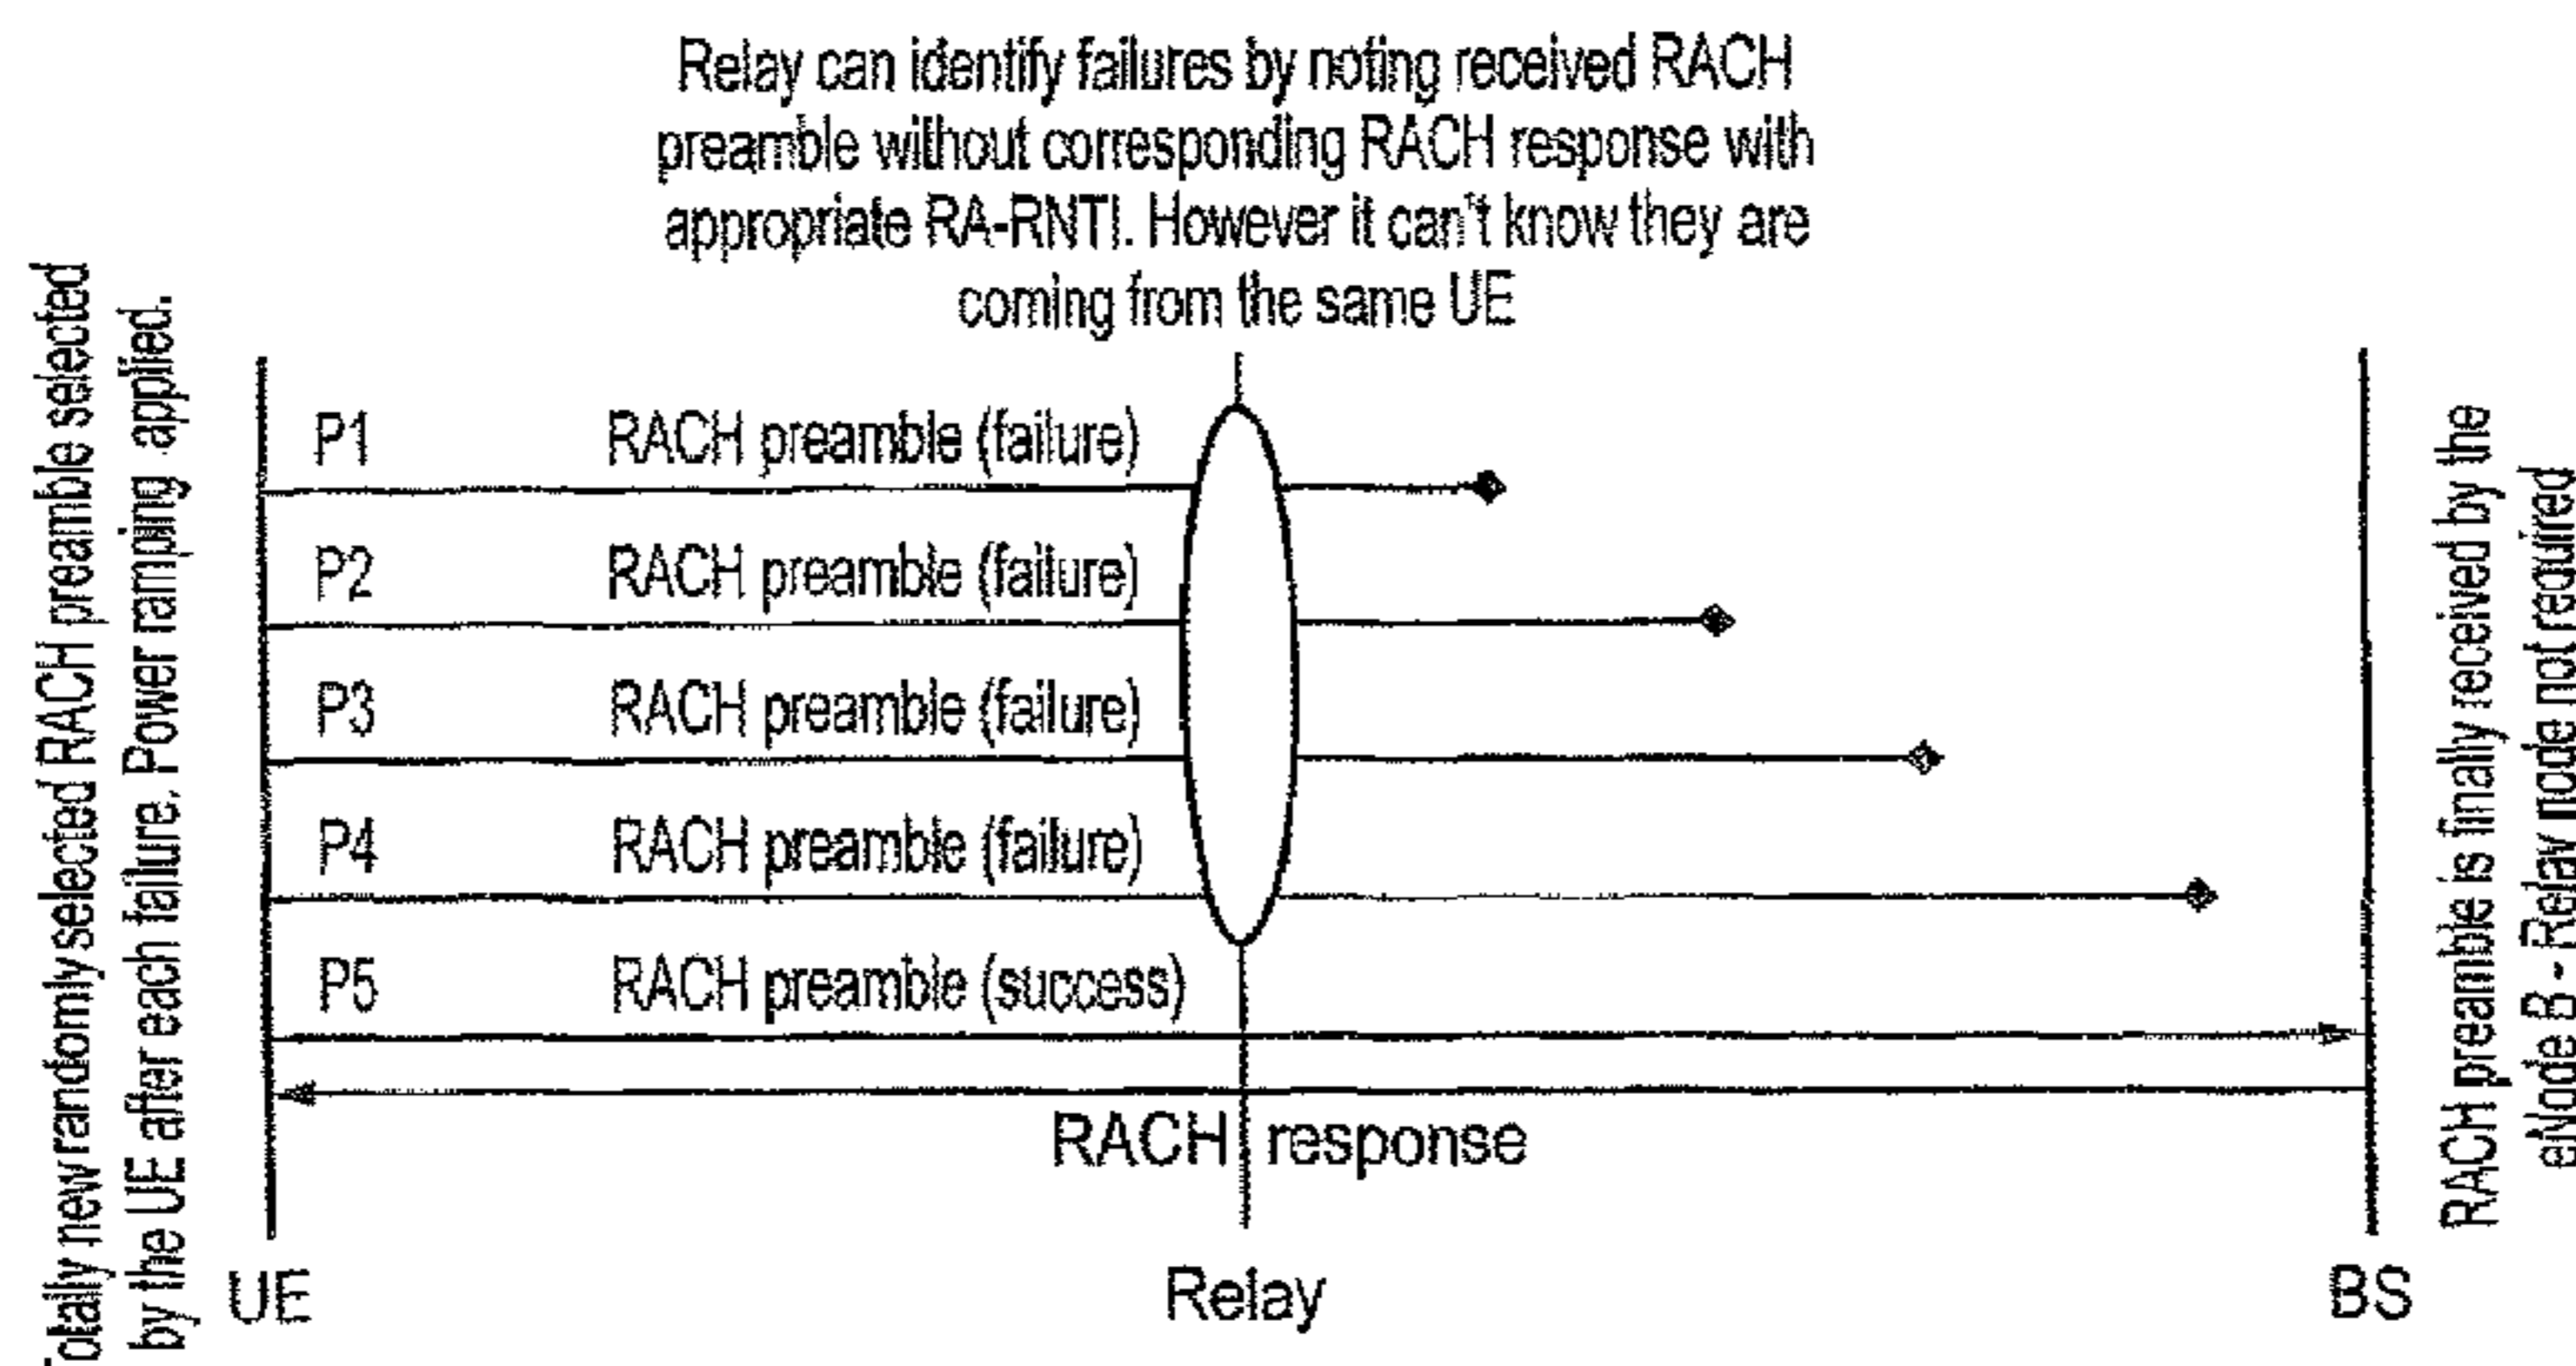 Relay can identify failures by noting received RACH
preamble without corresponding RACH response with
appropriate RA-RNTI. However it can't know they are
coming from the same UE
Totally new randomly selected RACH preamble selected
by the UE after each failure. Power ramping applied.
P1 RACH preamble (failure)
P2 RACH preamble (failure)
P3 RACH preamble (failure)
P4 RACH preamble (failure)
P5 RACH preamble (success)
RACH response
UE
Relay
BS
RACH preamble is finally received by the
eNode B - Relay node not required